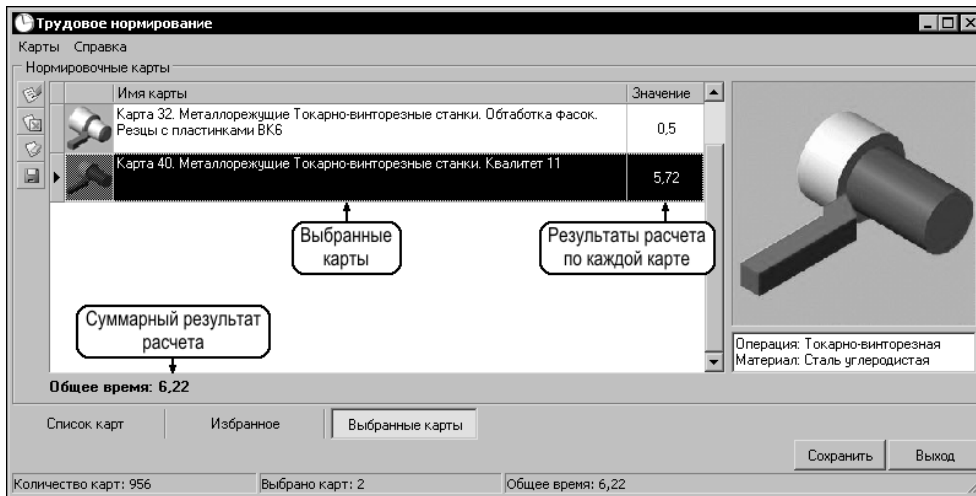 Трудовое нормирование
Карты Справка
Нормировочные карты
Имя карты Значение
Карта 32. Металлорежущие Токарно-винторезные станки. Обтаботка фасок.
Резцы с пластинками ВК6
0,5
Карта 40. Металлорежущие Токарно-винторезные станки. Квалитет 11
5,72
Выбранные
карты
Результаты расчета
по каждой карте
Суммарный результат
расчета
Операция: Токарно-винторезная
Материал: Сталь углеродистая
Общее время: 6,22
Список карт Избранное Выбранные карты
Сохранить Выход
Количество карт: 956 Выбрано карт: 2 Общее время: 6,22